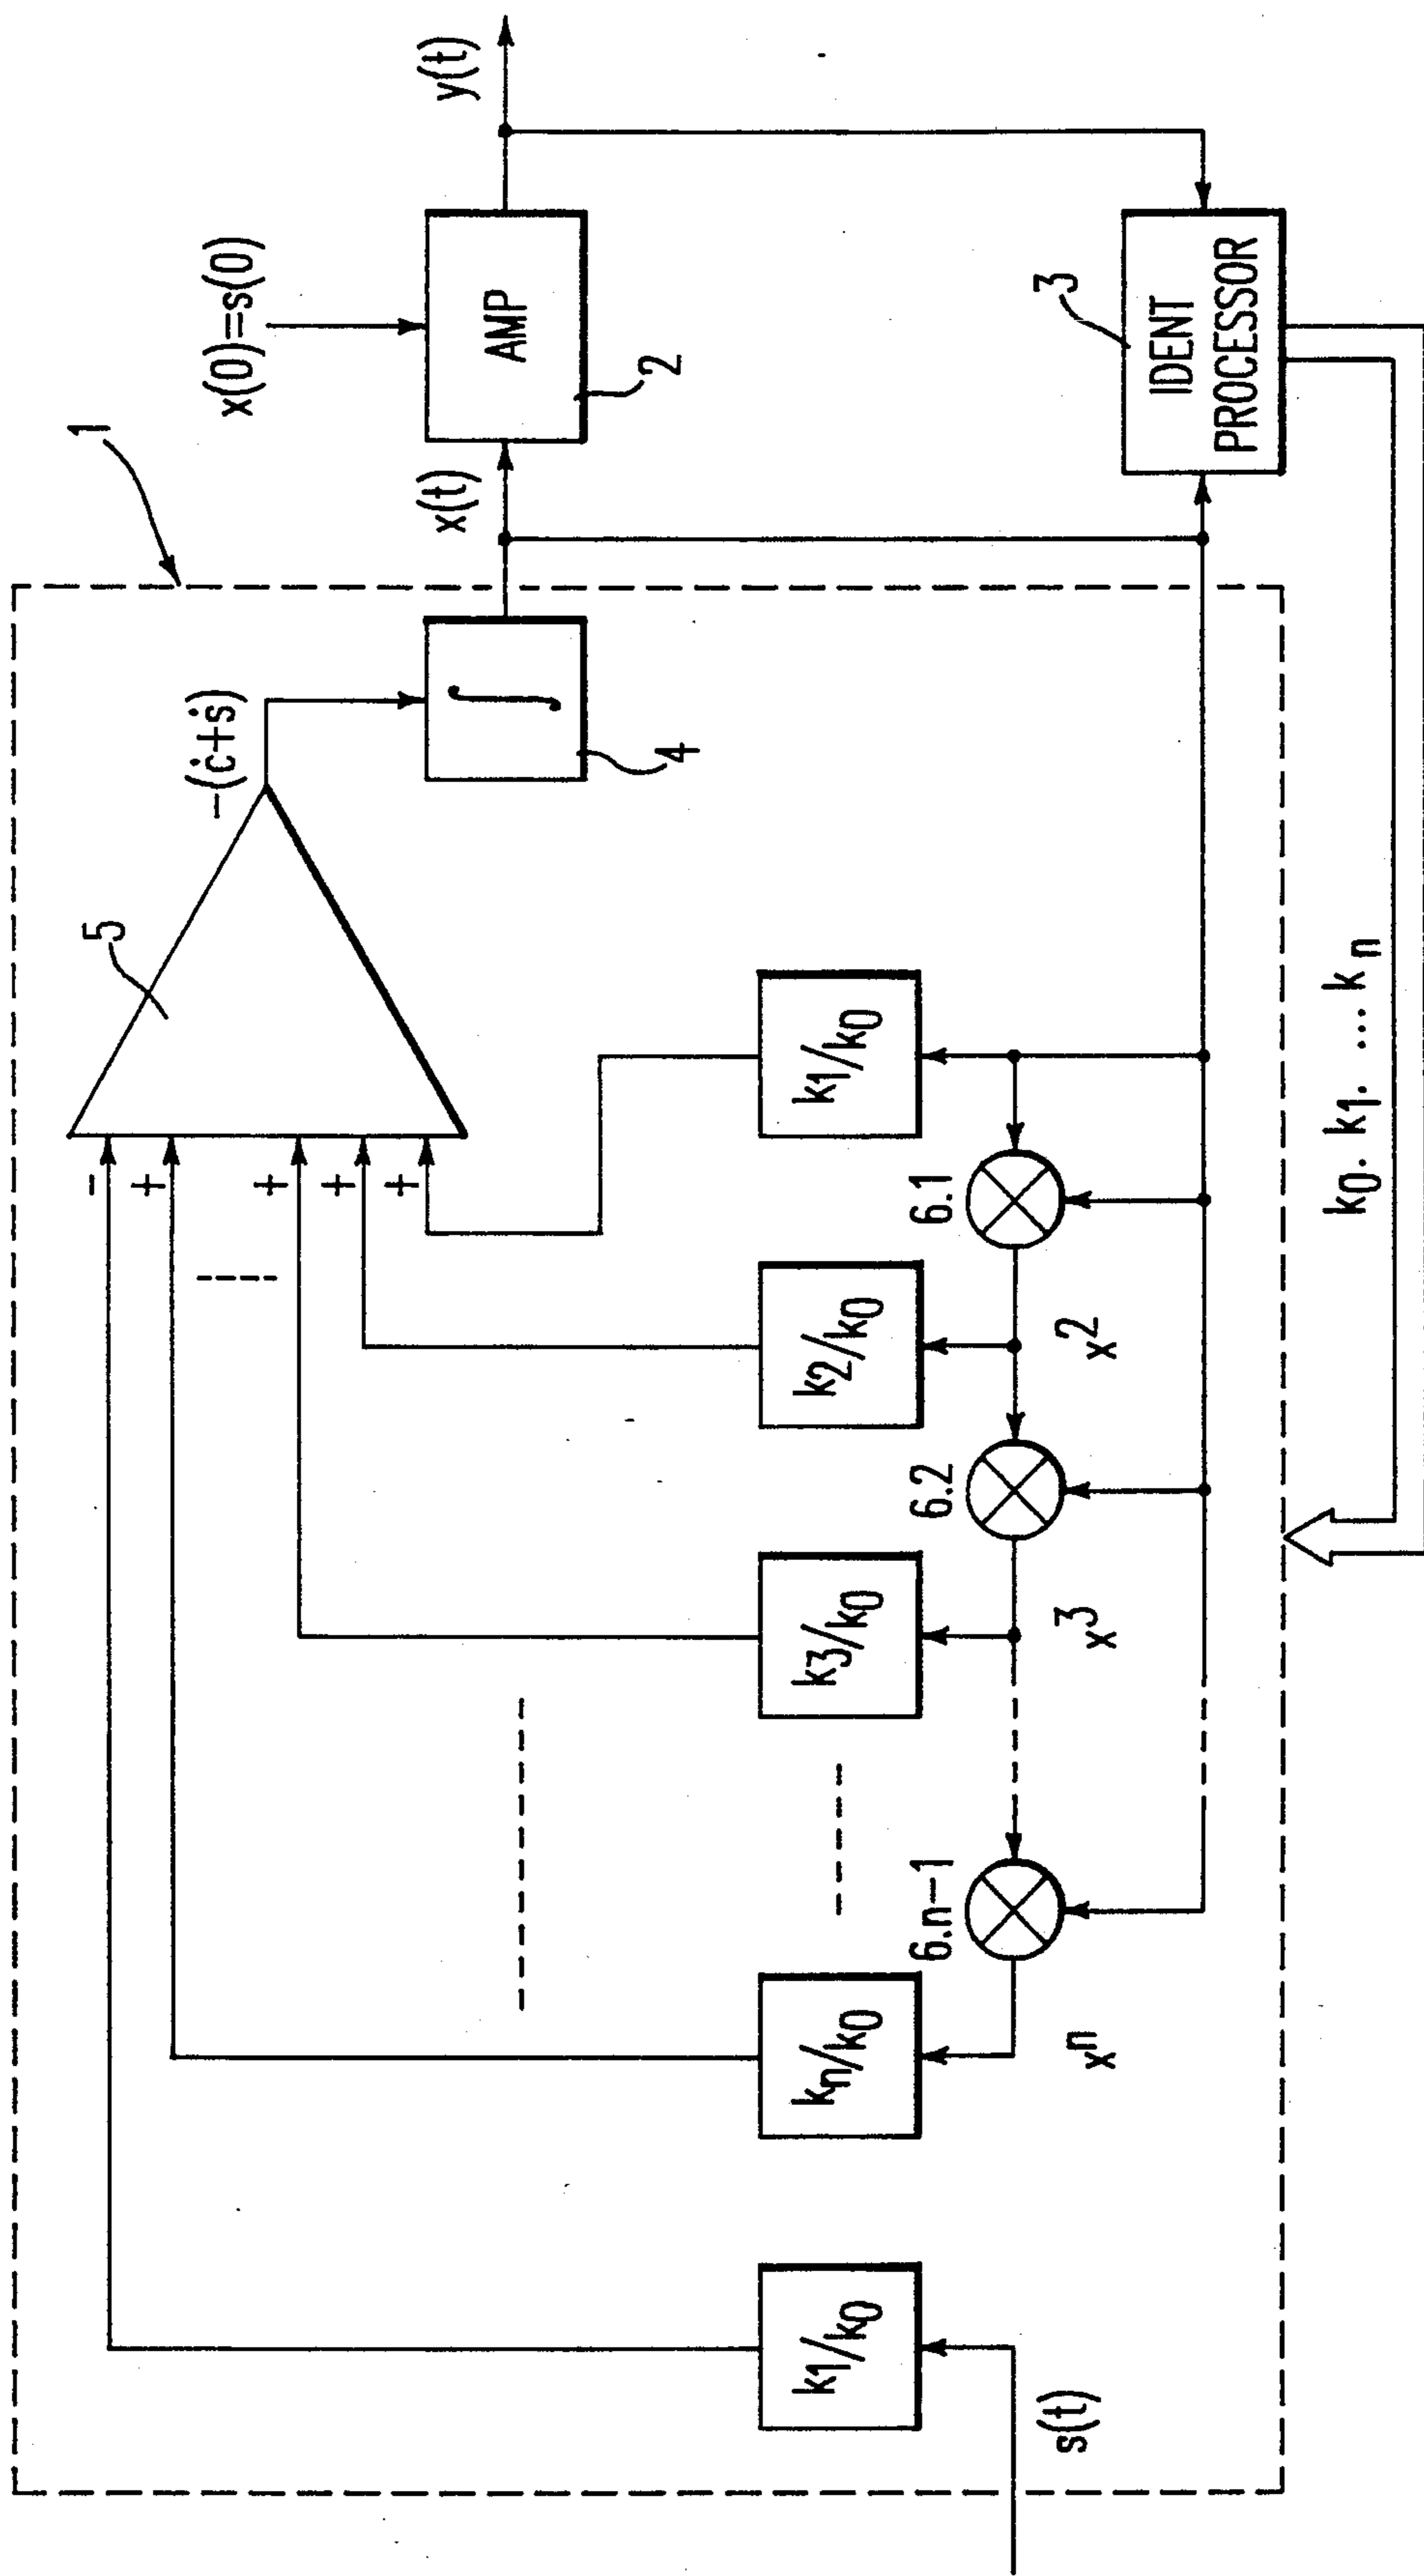 1
5
-(ċ+ṡ)
x(0)=s(0)
y(t)
x(t)
AMP
2
∫
4
-
+
+
+
+
k1/k0
kn/k0
k3/k0
k2/k0
k1/k0
6.n-1
6.2
6.1
s(t)
xⁿ
x³
x²
3
IDENT
PROCESSOR
k0. k1. ... kn